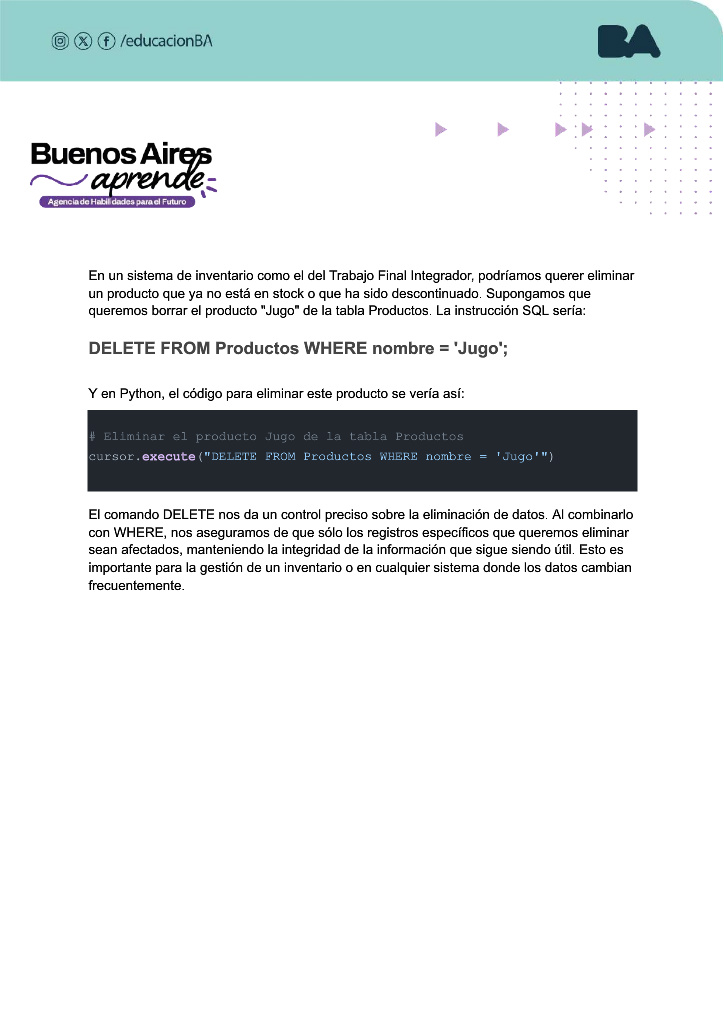 /educacionBA
BA
Buenos Aires
aprende
Agencia de Habilidades para el Futuro
En un sistema de inventario como el del Trabajo Final Integrador, podríamos querer eliminar
un producto que ya no está en stock o que ha sido descontinuado. Supongamos que
queremos borrar el producto "Jugo" de la tabla Productos. La instrucción SQL sería:
DELETE FROM Productos WHERE nombre = 'Jugo';
Y en Python, el código para eliminar este producto se vería así:
# Eliminar el producto Jugo de la tabla Productos
cursor.execute("DELETE FROM Productos WHERE nombre = 'Jugo'")
El comando DELETE nos da un control preciso sobre la eliminación de datos. Al combinarlo
con WHERE, nos aseguramos de que sólo los registros específicos que queremos eliminar
sean afectados, manteniendo la integridad de la información que sigue siendo útil. Esto es
importante para la gestión de un inventario o en cualquier sistema donde los datos cambian
frecuentemente.